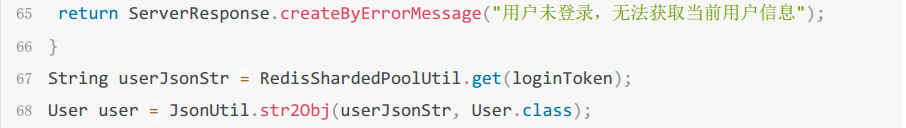 65 return ServerResponse.createByErrorMessage("用户未登录，无法获取当前用户信息");
66 }
67 String userJsonStr = RedisShardedPoolUtil.get(loginToken);
68 User user = JsonUtil.str2Obj(userJsonStr, User.class);